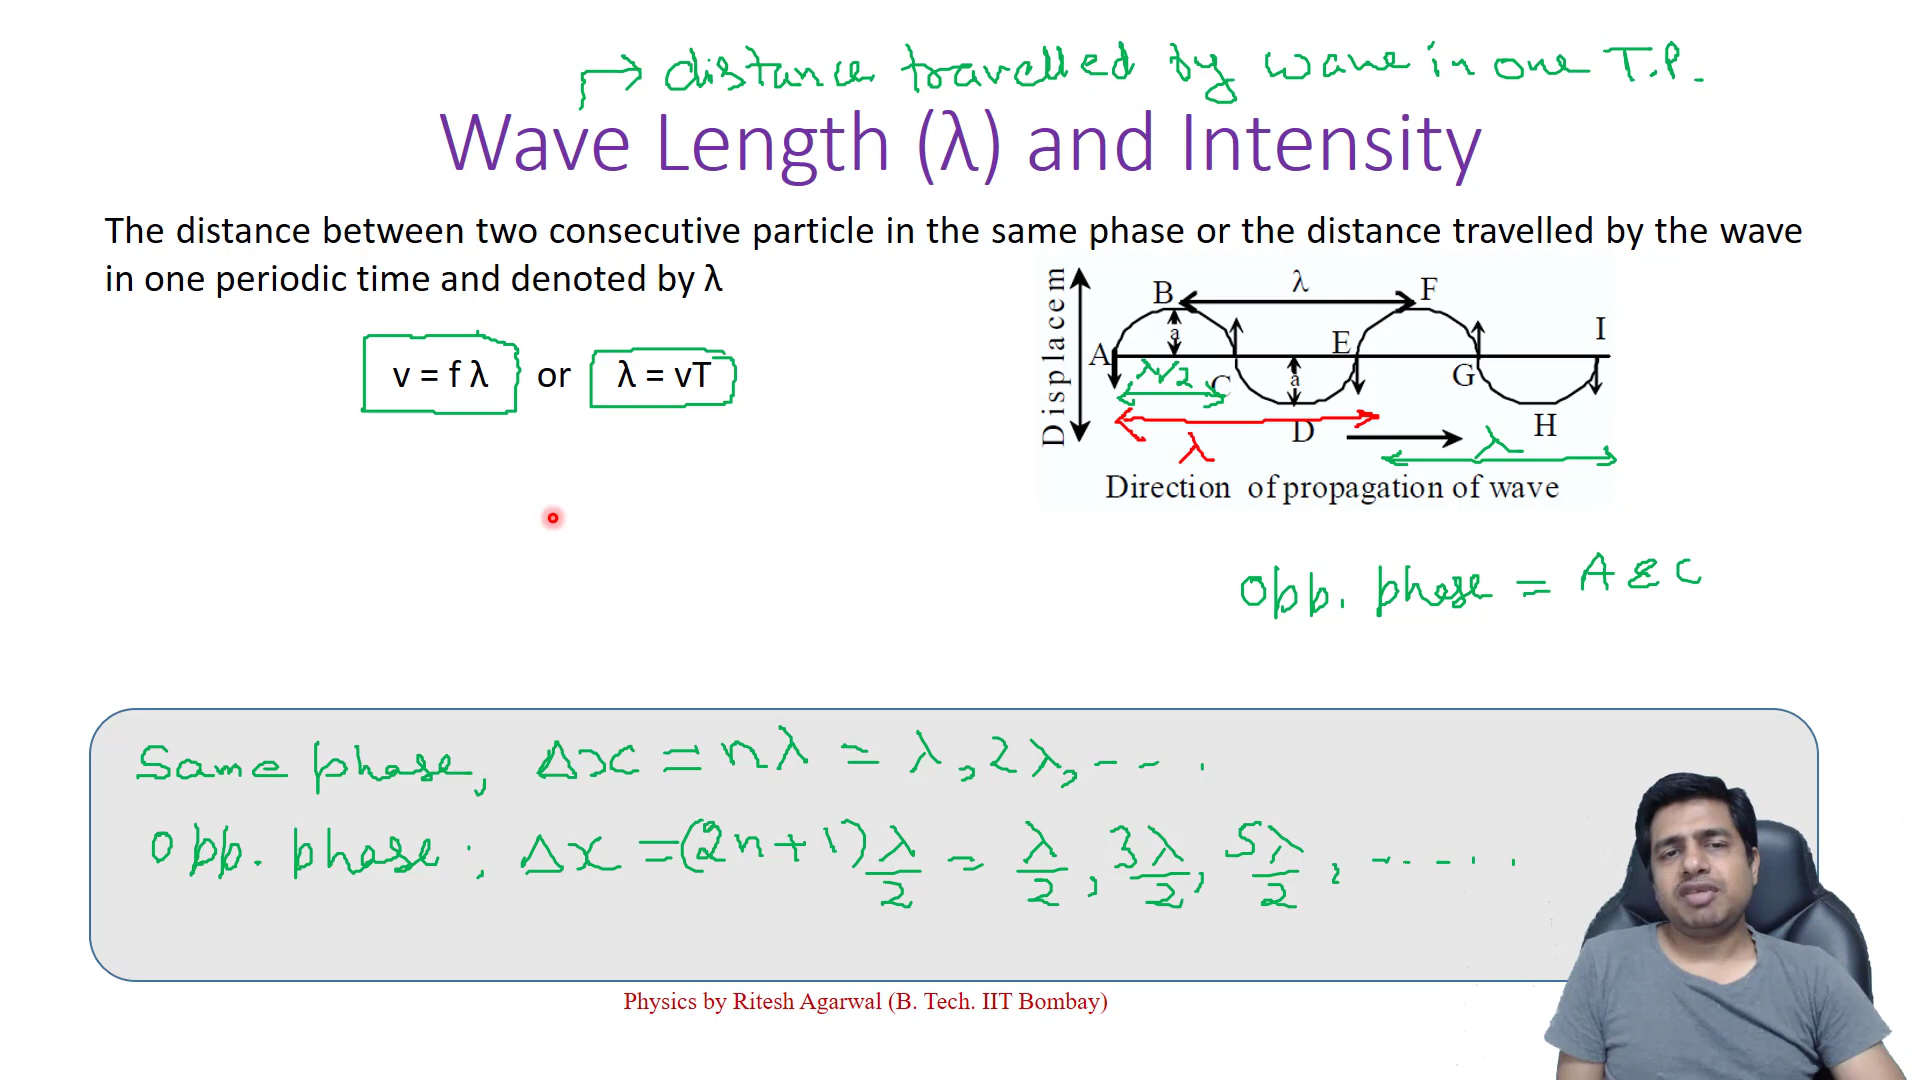 distance travelled by wave in one T.P.
Wave Length (λ) and Intensity
The distance between two consecutive particle in the same phase or the distance travelled by the wave
in one periodic time and denoted by λ
v = f λ or λ = vT
Displacem
A B C D E F G H I
λ
a
a
λ/2
λ
λ
Direction of propagation of wave
Opp. phase = A & C
Same phase, Δx = nλ = λ, 2λ, -- .
Opp. phase ; Δx = (2n+1) λ/2 = λ/2, 3λ/2, 5λ/2, ......
Physics by Ritesh Agarwal (B. Tech. IIT Bombay)